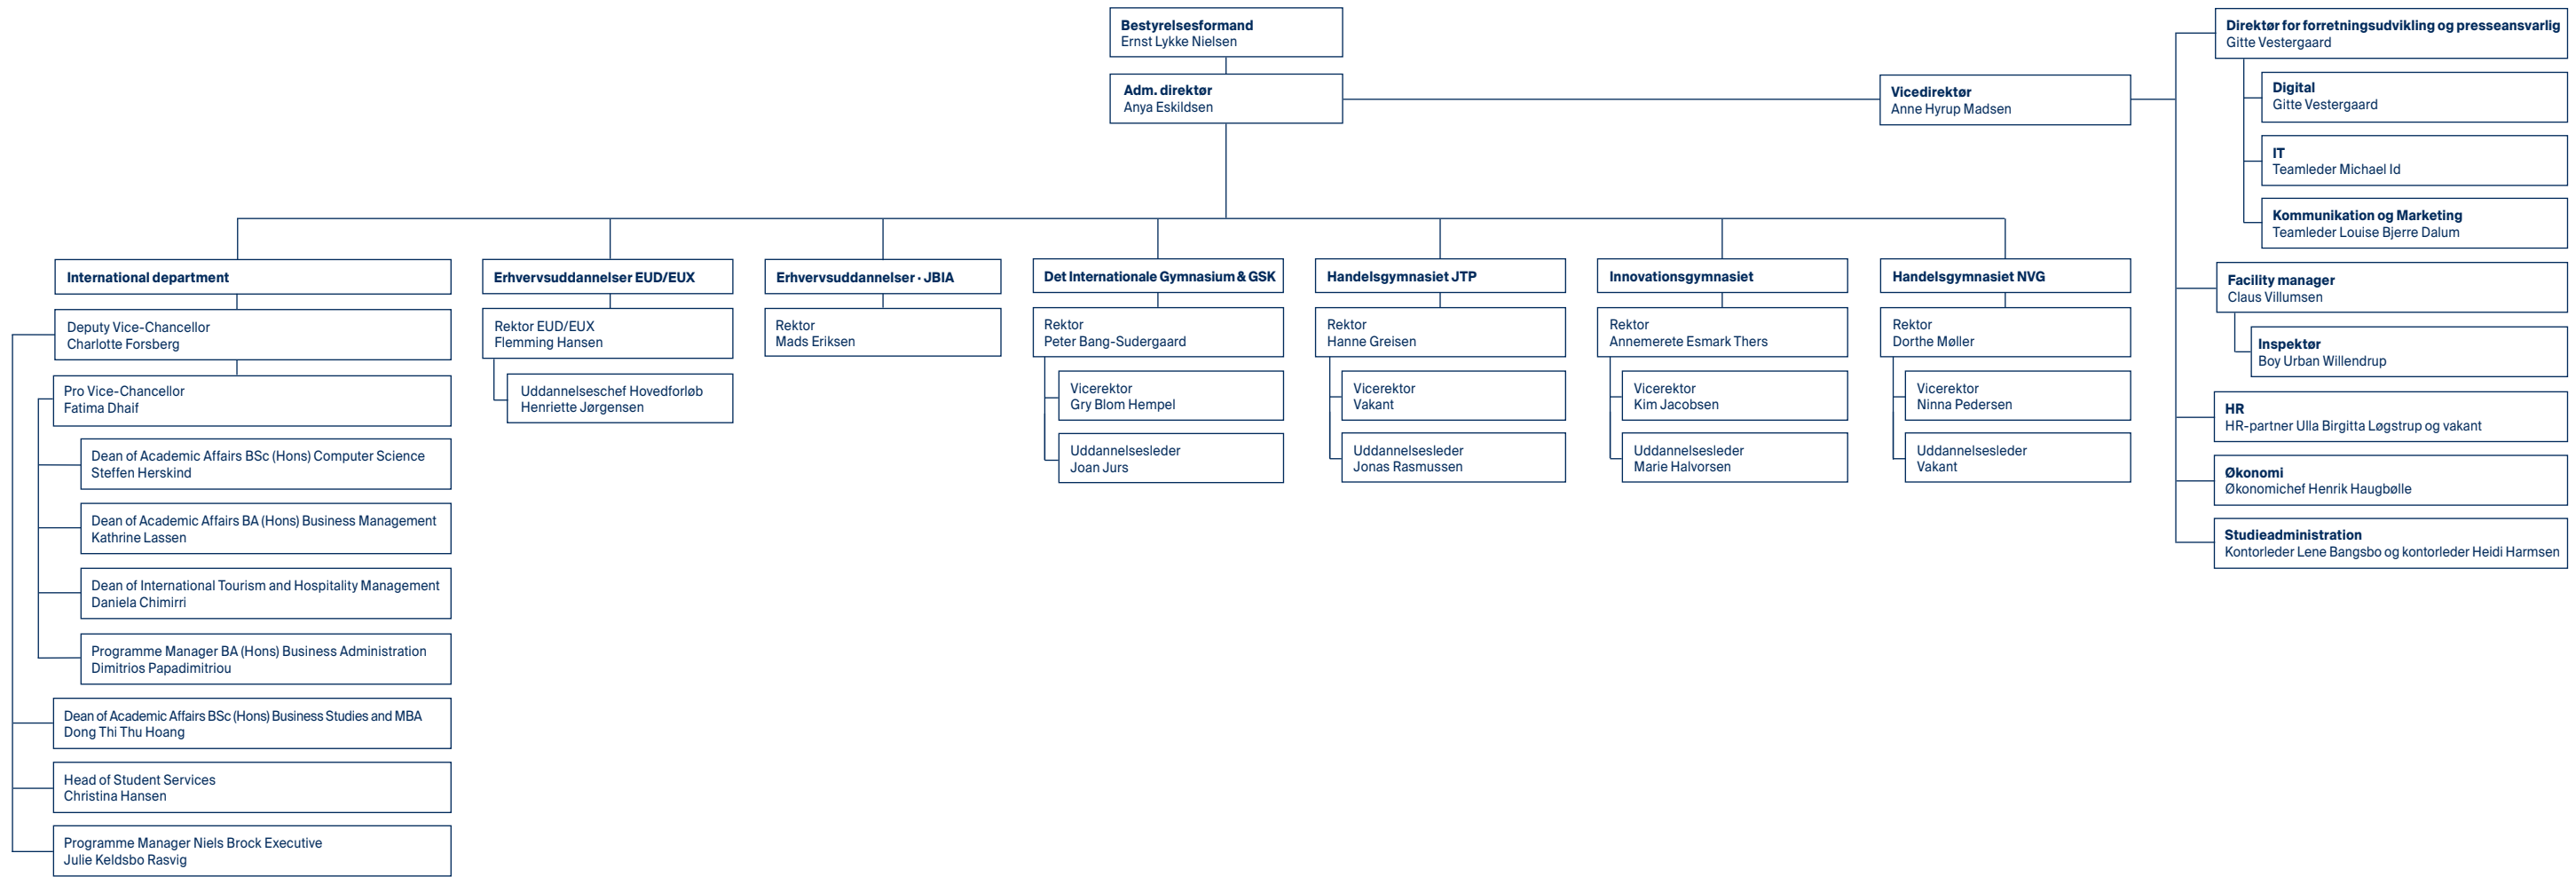 Bestyrelsesformand
Ernst Lykke Nielsen
Adm. direktør
Anya Eskildsen
Vicedirektør
Anne Hyrup Madsen
Direktør for forretningsudvikling og presseansvarlig
Gitte Vestergaard
Digital
Gitte Vestergaard
IT
Teamleder Michael Id
Kommunikation og Marketing
Teamleder Louise Bjerre Dalum
Facility manager
Claus Villumsen
Inspektør
Boy Urban Willendrup
HR
HR-partner Ulla Birgitta Løgstrup og vakant
Økonomi
Økonomichef Henrik Haugbølle
Studieadministration
Kontorleder Lene Bangsbo og kontorleder Heidi Harmsen
International department
Deputy Vice-Chancellor
Charlotte Forsberg
Pro Vice-Chancellor
Fatima Dhaif
Dean of Academic Affairs BSc (Hons) Computer Science
Steffen Herskind
Dean of Academic Affairs BA (Hons) Business Management
Kathrine Lassen
Dean of International Tourism and Hospitality Management
Daniela Chimirri
Programme Manager BA (Hons) Business Administration
Dimitrios Papadimitriou
Dean of Academic Affairs BSc (Hons) Business Studies and MBA
Dong Thi Thu Hoang
Head of Student Services
Christina Hansen
Programme Manager Niels Brock Executive
Julie Keldsbo Rasvig
Erhvervsuddannelser EUD/EUX
Rektor EUD/EUX
Flemming Hansen
Uddannelseschef Hovedforløb
Henriette Jørgensen
Erhvervsuddannelser · JBIA
Rektor
Mads Eriksen
Det Internationale Gymnasium & GSK
Rektor
Peter Bang-Sudergaard
Vicerektor
Gry Blom Hempel
Uddannelsesleder
Joan Jurs
Handelsgymnasiet JTP
Rektor
Hanne Greisen
Vicerektor
Vakant
Uddannelsesleder
Jonas Rasmussen
Innovationsgymnasiet
Rektor
Annemerete Esmark Thers
Vicerektor
Kim Jacobsen
Uddannelsesleder
Marie Halvorsen
Handelsgymnasiet NVG
Rektor
Dorthe Møller
Vicerektor
Ninna Pedersen
Uddannelsesleder
Vakant